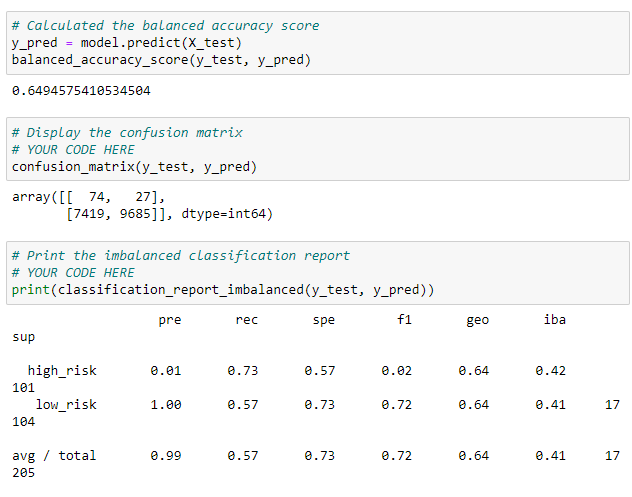 # Calculated the balanced accuracy score
y_pred = model.predict(X_test)
balanced_accuracy_score(y_test, y_pred)
0.6494575410534504
# Display the confusion matrix
# YOUR CODE HERE
confusion_matrix(y_test, y_pred)
array([[ 74, 27],
[7419, 9685]], dtype=int64)
# Print the imbalanced classification report
# YOUR CODE HERE
print(classification_report_imbalanced(y_test, y_pred))
pre rec spe f1 geo iba
sup
high_risk 0.01 0.73 0.57 0.02 0.64 0.42
101
low_risk 1.00 0.57 0.73 0.72 0.64 0.41 17
104
avg / total 0.99 0.57 0.73 0.72 0.64 0.41 17
205